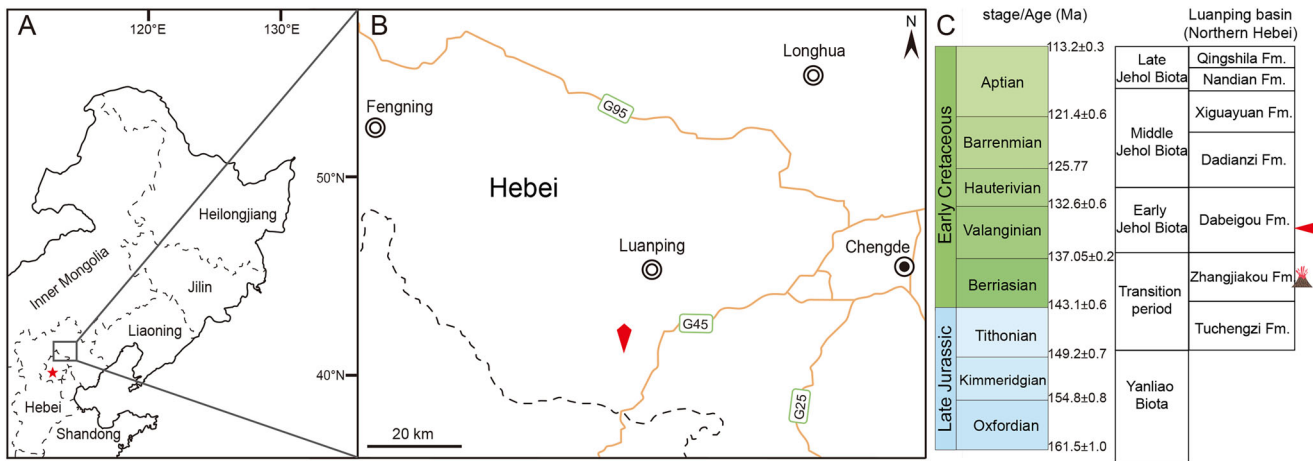 A
120°E
130°E
50°N
40°N
Heilongjiang
Inner Mongolia
Jilin
Liaoning
Hebei
Shandong
B
N
Longhua
Fengning
G95
Hebei
Luanping
Chengde
G45
G25
20 km
C
stage/Age (Ma)
Luanping basin
(Northern Hebei)
Early Cretaceous
Late Jurassic
113.2±0.3
Aptian
121.4±0.6
Barrenmian
125.77
Hauterivian
132.6±0.6
Valanginian
137.05±0.2
Berriasian
143.1±0.6
Tithonian
149.2±0.7
Kimmeridgian
154.8±0.8
Oxfordian
161.5±1.0
Late
Jehol Biota
Middle
Jehol Biota
Early
Jehol Biota
Transition
period
Yanliao
Biota
Qingshila Fm.
Nandian Fm.
Xiguayuan Fm.
Dadianzi Fm.
Dabeigou Fm.
Zhangjiakou Fm.
Tuchengzi Fm.